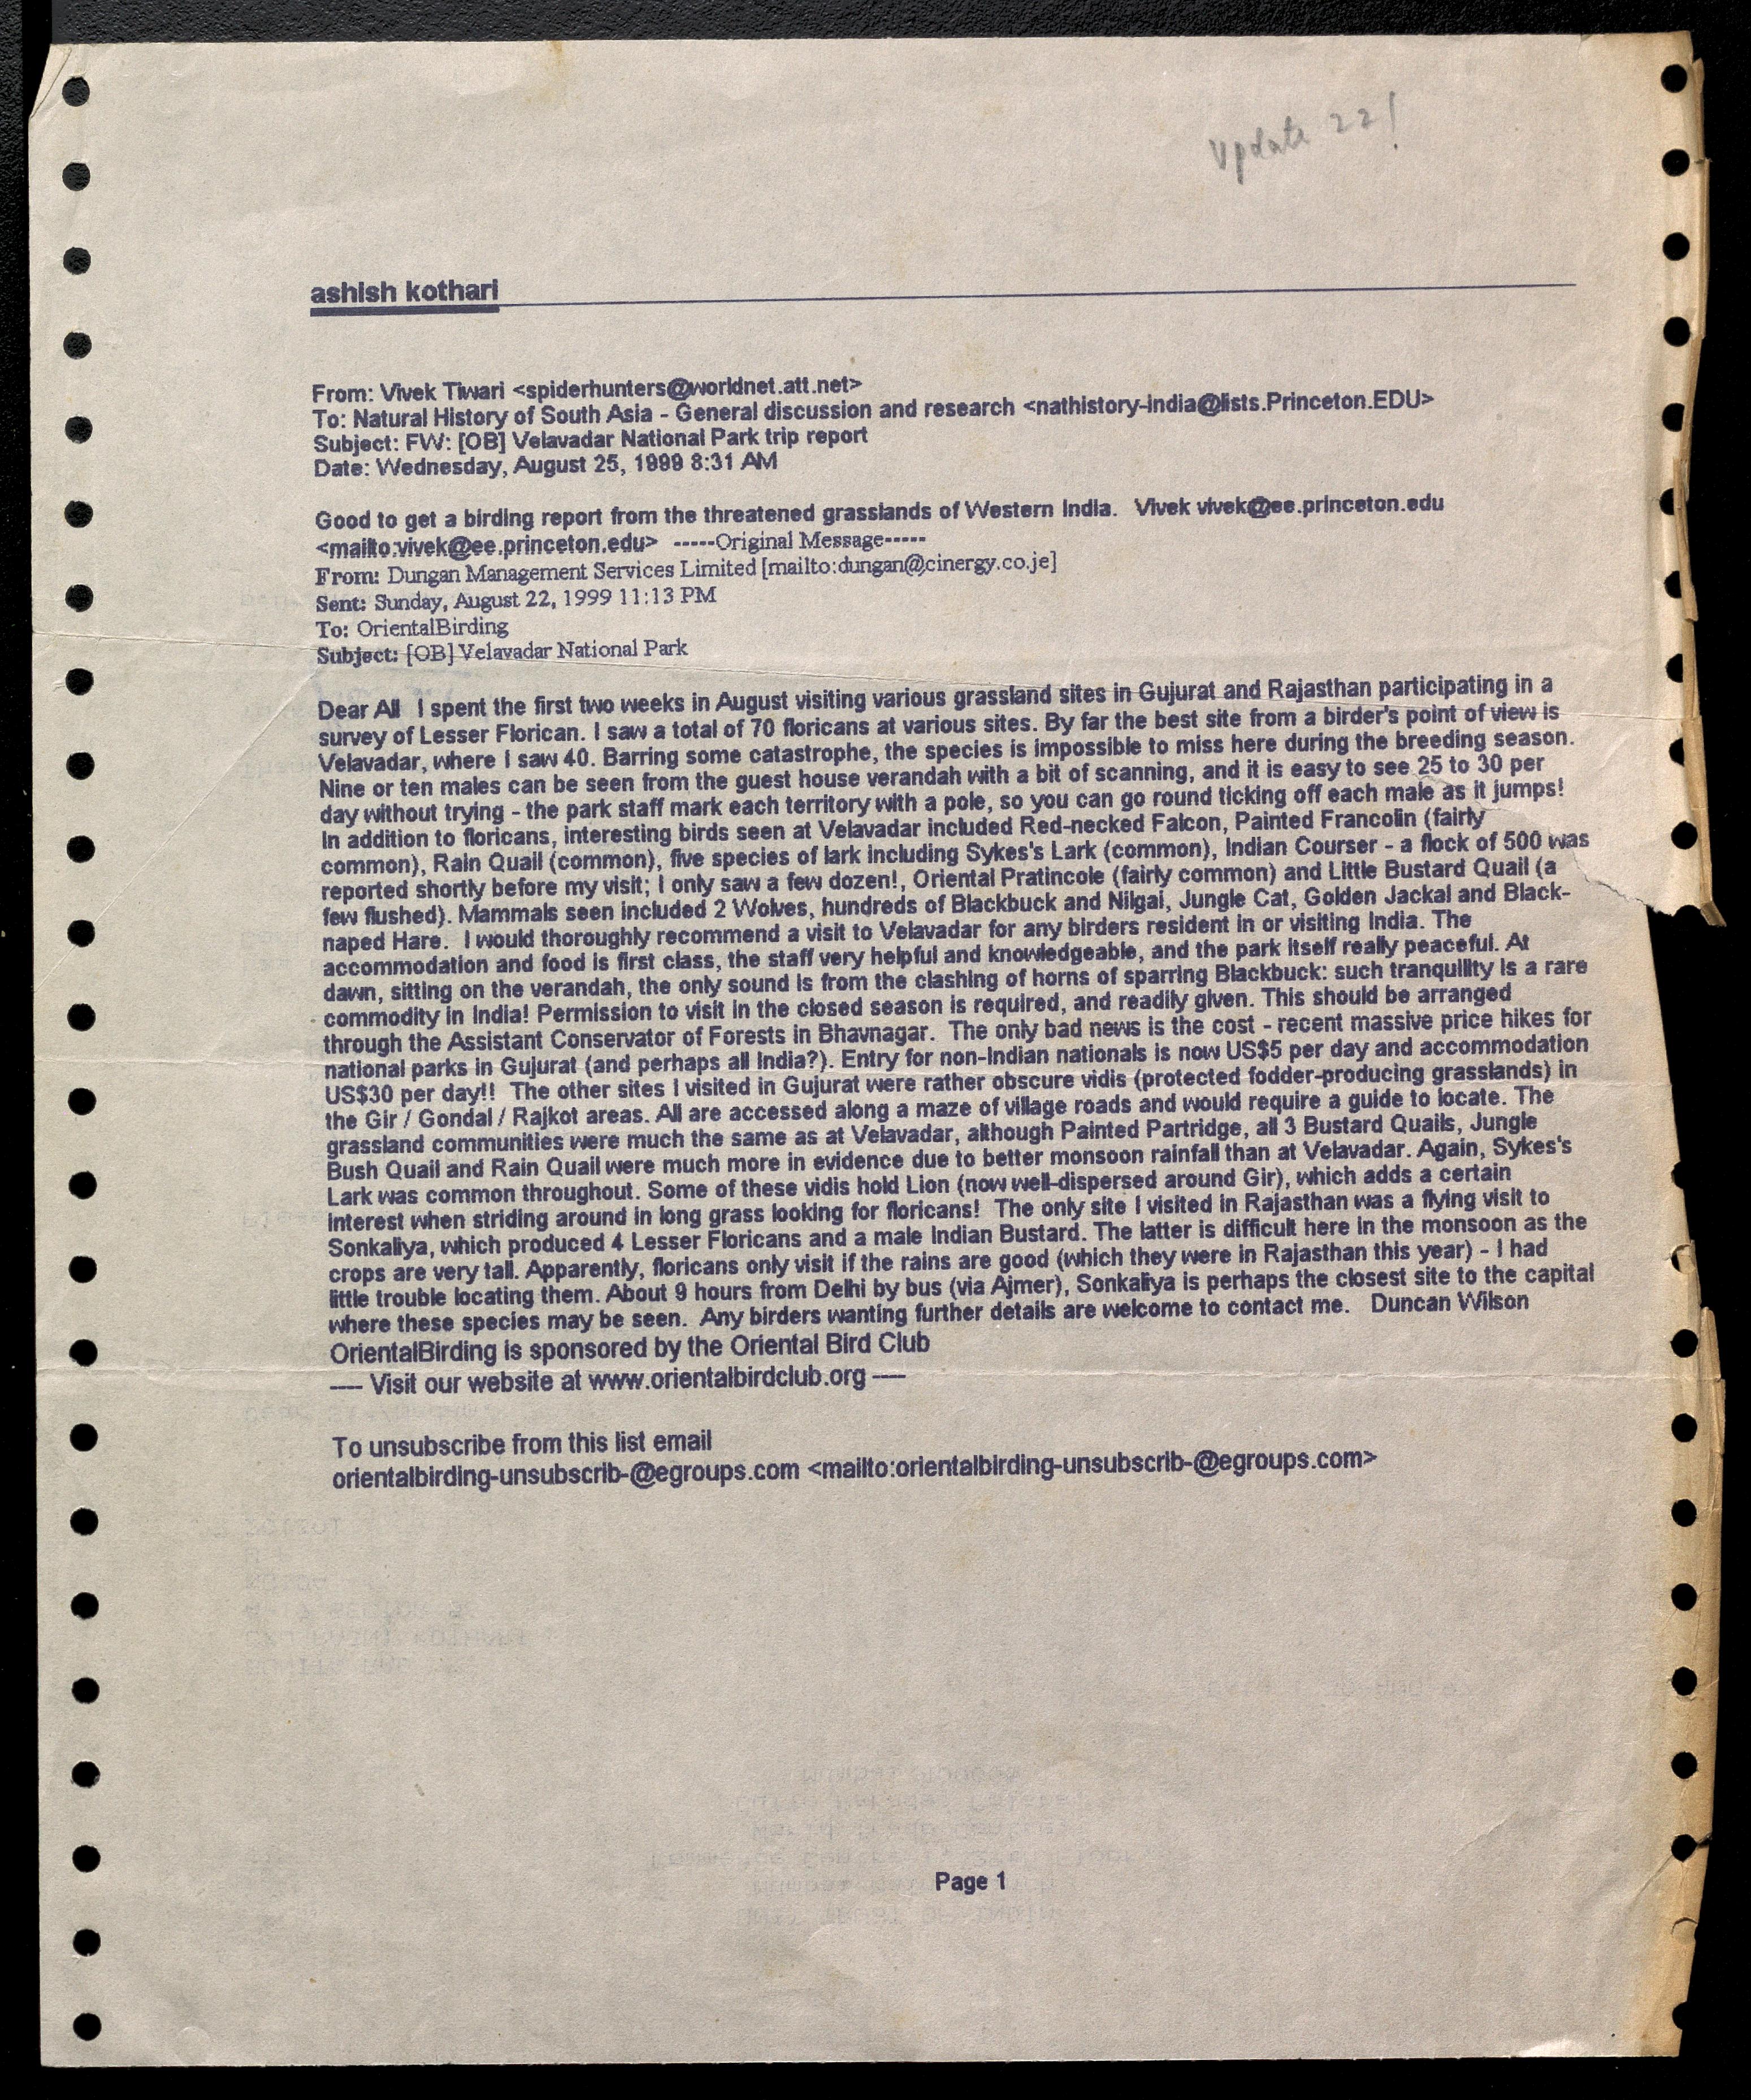 Update 22!
ashish kothari
From: Vivek Tiwari <spiderhunters@worldnet.att.net>
To: Natural History of South Asia - General discussion and research <nathistory-india@lists.Princeton.EDU>
Subject: FW: [OB] Velavadar National Park trip report
Date: Wednesday, August 25, 1999 8:31 AM
Good to get a birding report from the threatened grasslands of Western India. Vivek vivek@ee.princeton.edu
<mailto:vivek@ee.princeton.edu> -----Original Message-----
From: Dungan Management Services Limited [mailto:dungan@cinergy.co.je]
Sent: Sunday, August 22, 1999 11:13 PM
To: OrientalBirding
Subject: [OB] Velavadar National Park
Dear All I spent the first two weeks in August visiting various grassland sites in Gujurat and Rajasthan participating in a
survey of Lesser Florican. I saw a total of 70 floricans at various sites. By far the best site from a birder's point of view is
Velavadar, where I saw 40. Barring some catastrophe, the species is impossible to miss here during the breeding season.
Nine or ten males can be seen from the guest house verandah with a bit of scanning, and it is easy to see 25 to 30 per
day without trying - the park staff mark each territory with a pole, so you can go round ticking off each male as it jumps!
In addition to floricans, interesting birds seen at Velavadar included Red-necked Falcon, Painted Francolin (fairly
common), Rain Quail (common), five species of lark including Sykes's Lark (common), Indian Courser - a flock of 500 was
reported shortly before my visit; I only saw a few dozen!, Oriental Pratincole (fairly common) and Little Bustard Quail (a
few flushed). Mammals seen included 2 Wolves, hundreds of Blackbuck and Nilgai, Jungle Cat, Golden Jackal and Black-
naped Hare. I would thoroughly recommend a visit to Velavadar for any birders resident in or visiting India. The
accommodation and food is first class, the staff very helpful and knowledgeable, and the park itself really peaceful. At
dawn, sitting on the verandah, the only sound is from the clashing of horns of sparring Blackbuck: such tranquility is a rare
commodity in India! Permission to visit in the closed season is required, and readily given. This should be arranged
through the Assistant Conservator of Forests in Bhavnagar. The only bad news is the cost - recent massive price hikes for
national parks in Gujurat (and perhaps all India?). Entry for non-Indian nationals is now US$5 per day and accommodation
US$30 per day!! The other sites I visited in Gujurat were rather obscure vidis (protected fodder-producing grasslands) in
the Gir / Gondal / Rajkot areas. All are accessed along a maze of village roads and would require a guide to locate. The
grassland communities were much the same as at Velavadar, although Painted Partridge, all 3 Bustard Quails, Jungle
Bush Quail and Rain Quail were much more in evidence due to better monsoon rainfall than at Velavadar. Again, Sykes's
Lark was common throughout. Some of these vidis hold Lion (now well-dispersed around Gir), which adds a certain
interest when striding around in long grass looking for floricans! The only site I visited in Rajasthan was a flying visit to
Sonkaliya, which produced 4 Lesser Floricans and a male Indian Bustard. The latter is difficult here in the monsoon as the
crops are very tall. Apparently, floricans only visit if the rains are good (which they were in Rajasthan this year) - I had
little trouble locating them. About 9 hours from Delhi by bus (via Ajmer), Sonkaliya is perhaps the closest site to the capital
where these species may be seen. Any birders wanting further details are welcome to contact me. Duncan Wilson
OrientalBirding is sponsored by the Oriental Bird Club
---- Visit our website at www.orientalbirdclub.org ----
To unsubscribe from this list email
orientalbirding-unsubscrib-@egroups.com <mailto:orientalbirding-unsubscrib-@egroups.com>
Page 1